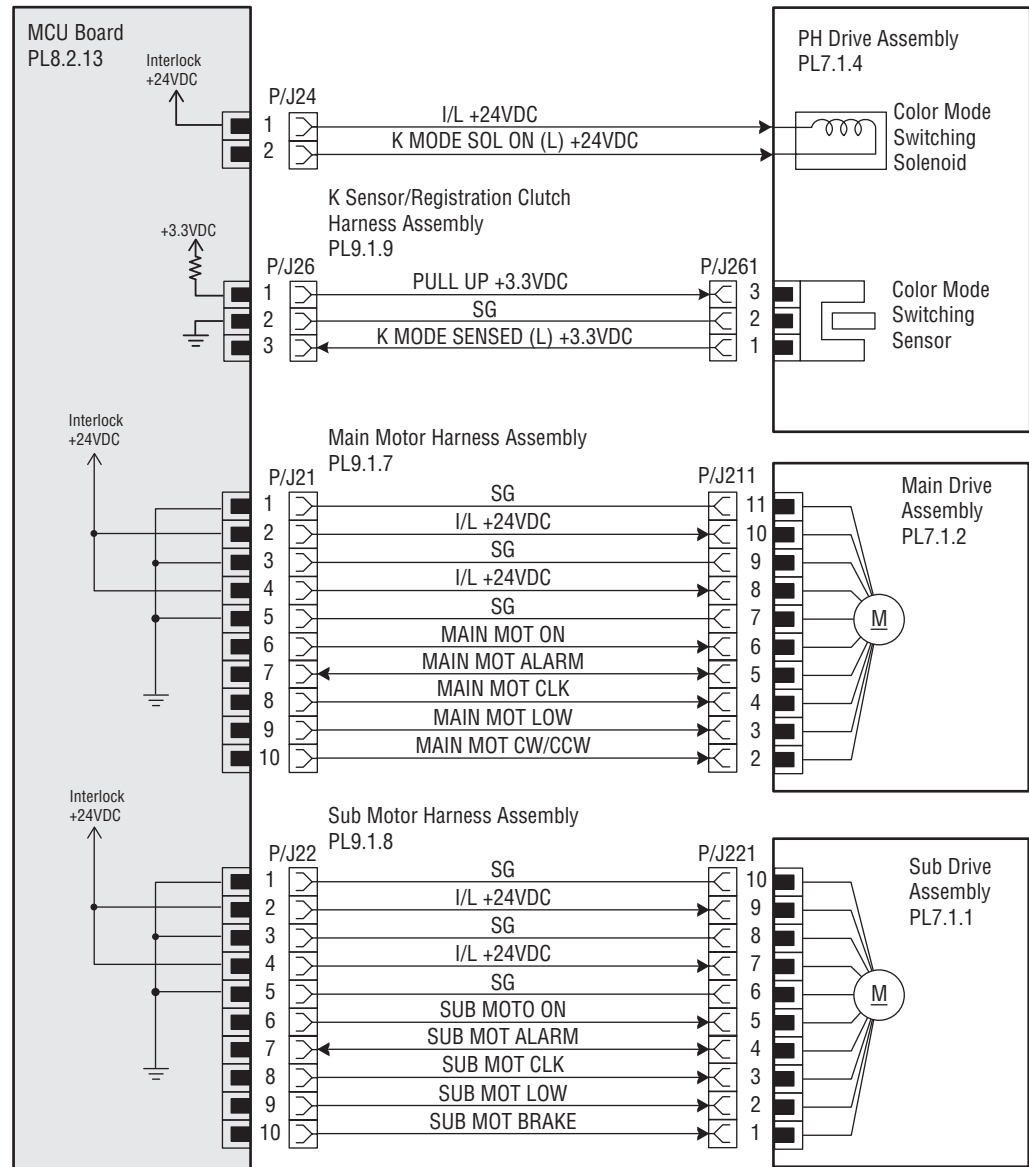 MCU Board
PL8.2.13
Interlock
+24VDC
P/J24
1
2
I/L +24VDC
K MODE SOL ON (L) +24VDC
PH Drive Assembly
PL7.1.4
Color Mode
Switching
Solenoid
K Sensor/Registration Clutch
Harness Assembly
PL9.1.9
+3.3VDC
P/J26
P/J261
1 PULL UP +3.3VDC 3
2 SG 2
3 K MODE SENSED (L) +3.3VDC 1
Color Mode
Switching
Sensor
Interlock
+24VDC
Main Motor Harness Assembly
PL9.1.7
P/J21
P/J211
1 SG 11
2 I/L +24VDC 10
3 SG 9
4 I/L +24VDC 8
5 SG 7
6 MAIN MOT ON 6
7 MAIN MOT ALARM 5
8 MAIN MOT CLK 4
9 MAIN MOT LOW 3
10 MAIN MOT CW/CCW 2
Main Drive
Assembly
PL7.1.2
M
Interlock
+24VDC
Sub Motor Harness Assembly
PL9.1.8
P/J22
P/J221
1 SG 10
2 I/L +24VDC 9
3 SG 8
4 I/L +24VDC 7
5 SG 6
6 SUB MOTO ON 5
7 SUB MOT ALARM 4
8 SUB MOT CLK 3
9 SUB MOT LOW 2
10 SUB MOT BRAKE 1
Sub Drive
Assembly
PL7.1.1
M